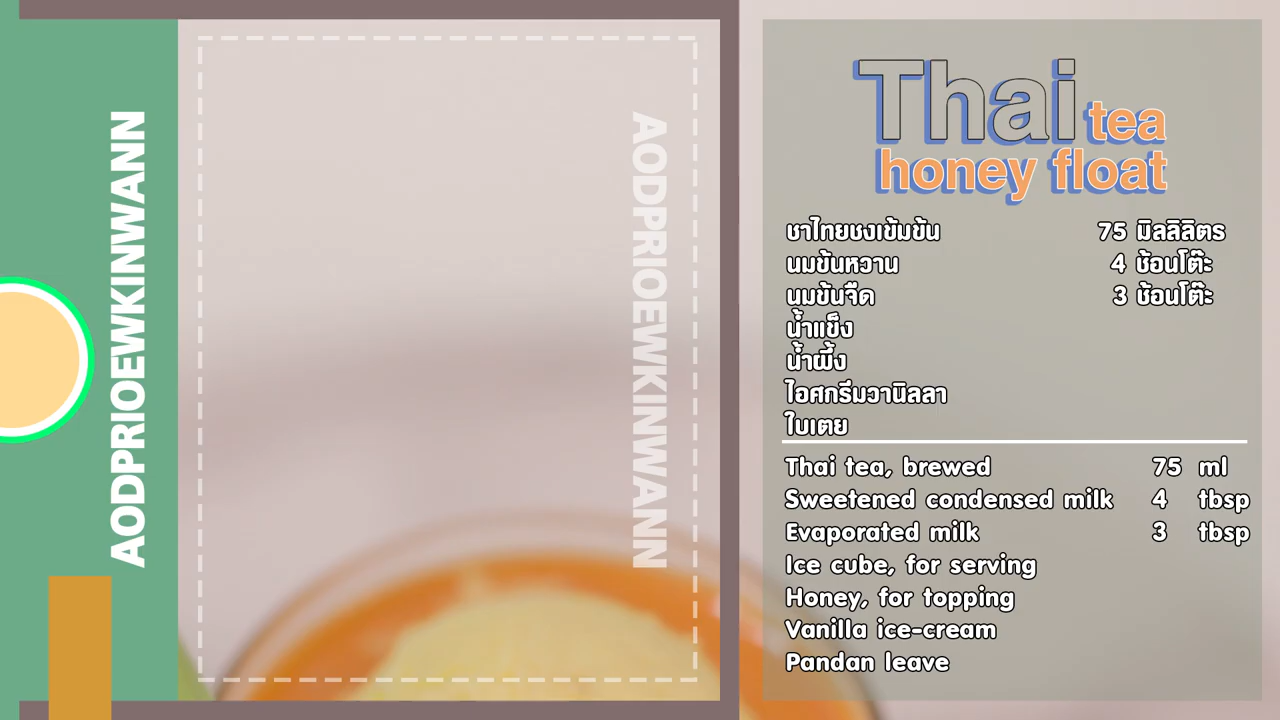 AODPRIOEWKINWANN
AODPRIOEWKINWANN
Thai tea
honey float
ชาไทยชงเข้มข้น 75 มิลลิลิตร
นมข้นหวาน 4 ช้อนโต๊ะ
นมข้นจืด 3 ช้อนโต๊ะ
น้ำแข็ง
น้ำผึ้ง
ไอศกรีมวานิลลา
ใบเตย
Thai tea, brewed 75 ml
Sweetened condensed milk 4 tbsp
Evaporated milk 3 tbsp
Ice cube, for serving
Honey, for topping
Vanilla ice-cream
Pandan leave